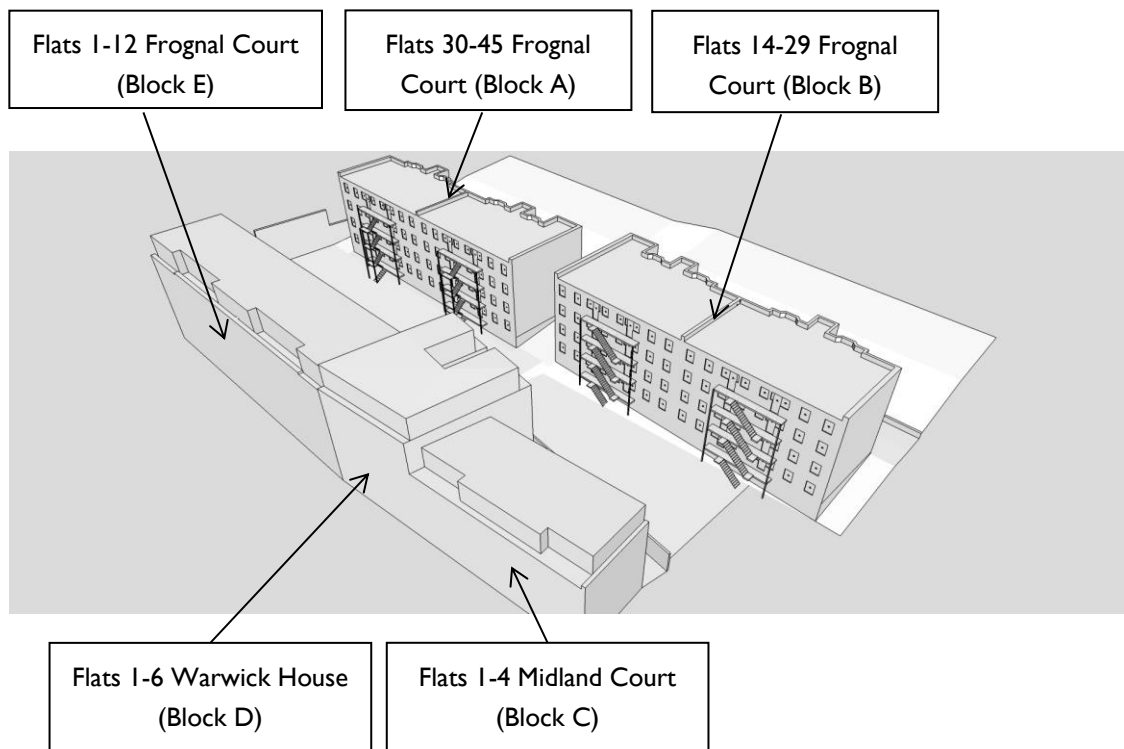 Flats 1-12 Frognal Court
(Block E)
Flats 30-45 Frognal
Court (Block A)
Flats 14-29 Frognal
Court (Block B)
Flats 1-6 Warwick House
(Block D)
Flats 1-4 Midland Court
(Block C)